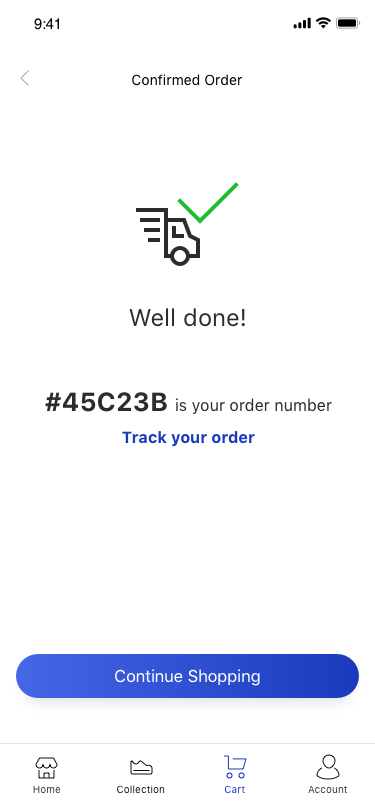 9:41
Confirmed Order
Well done!
#45C23B is your order number
Track your order
Continue Shopping
Home
Collection
Cart
Account